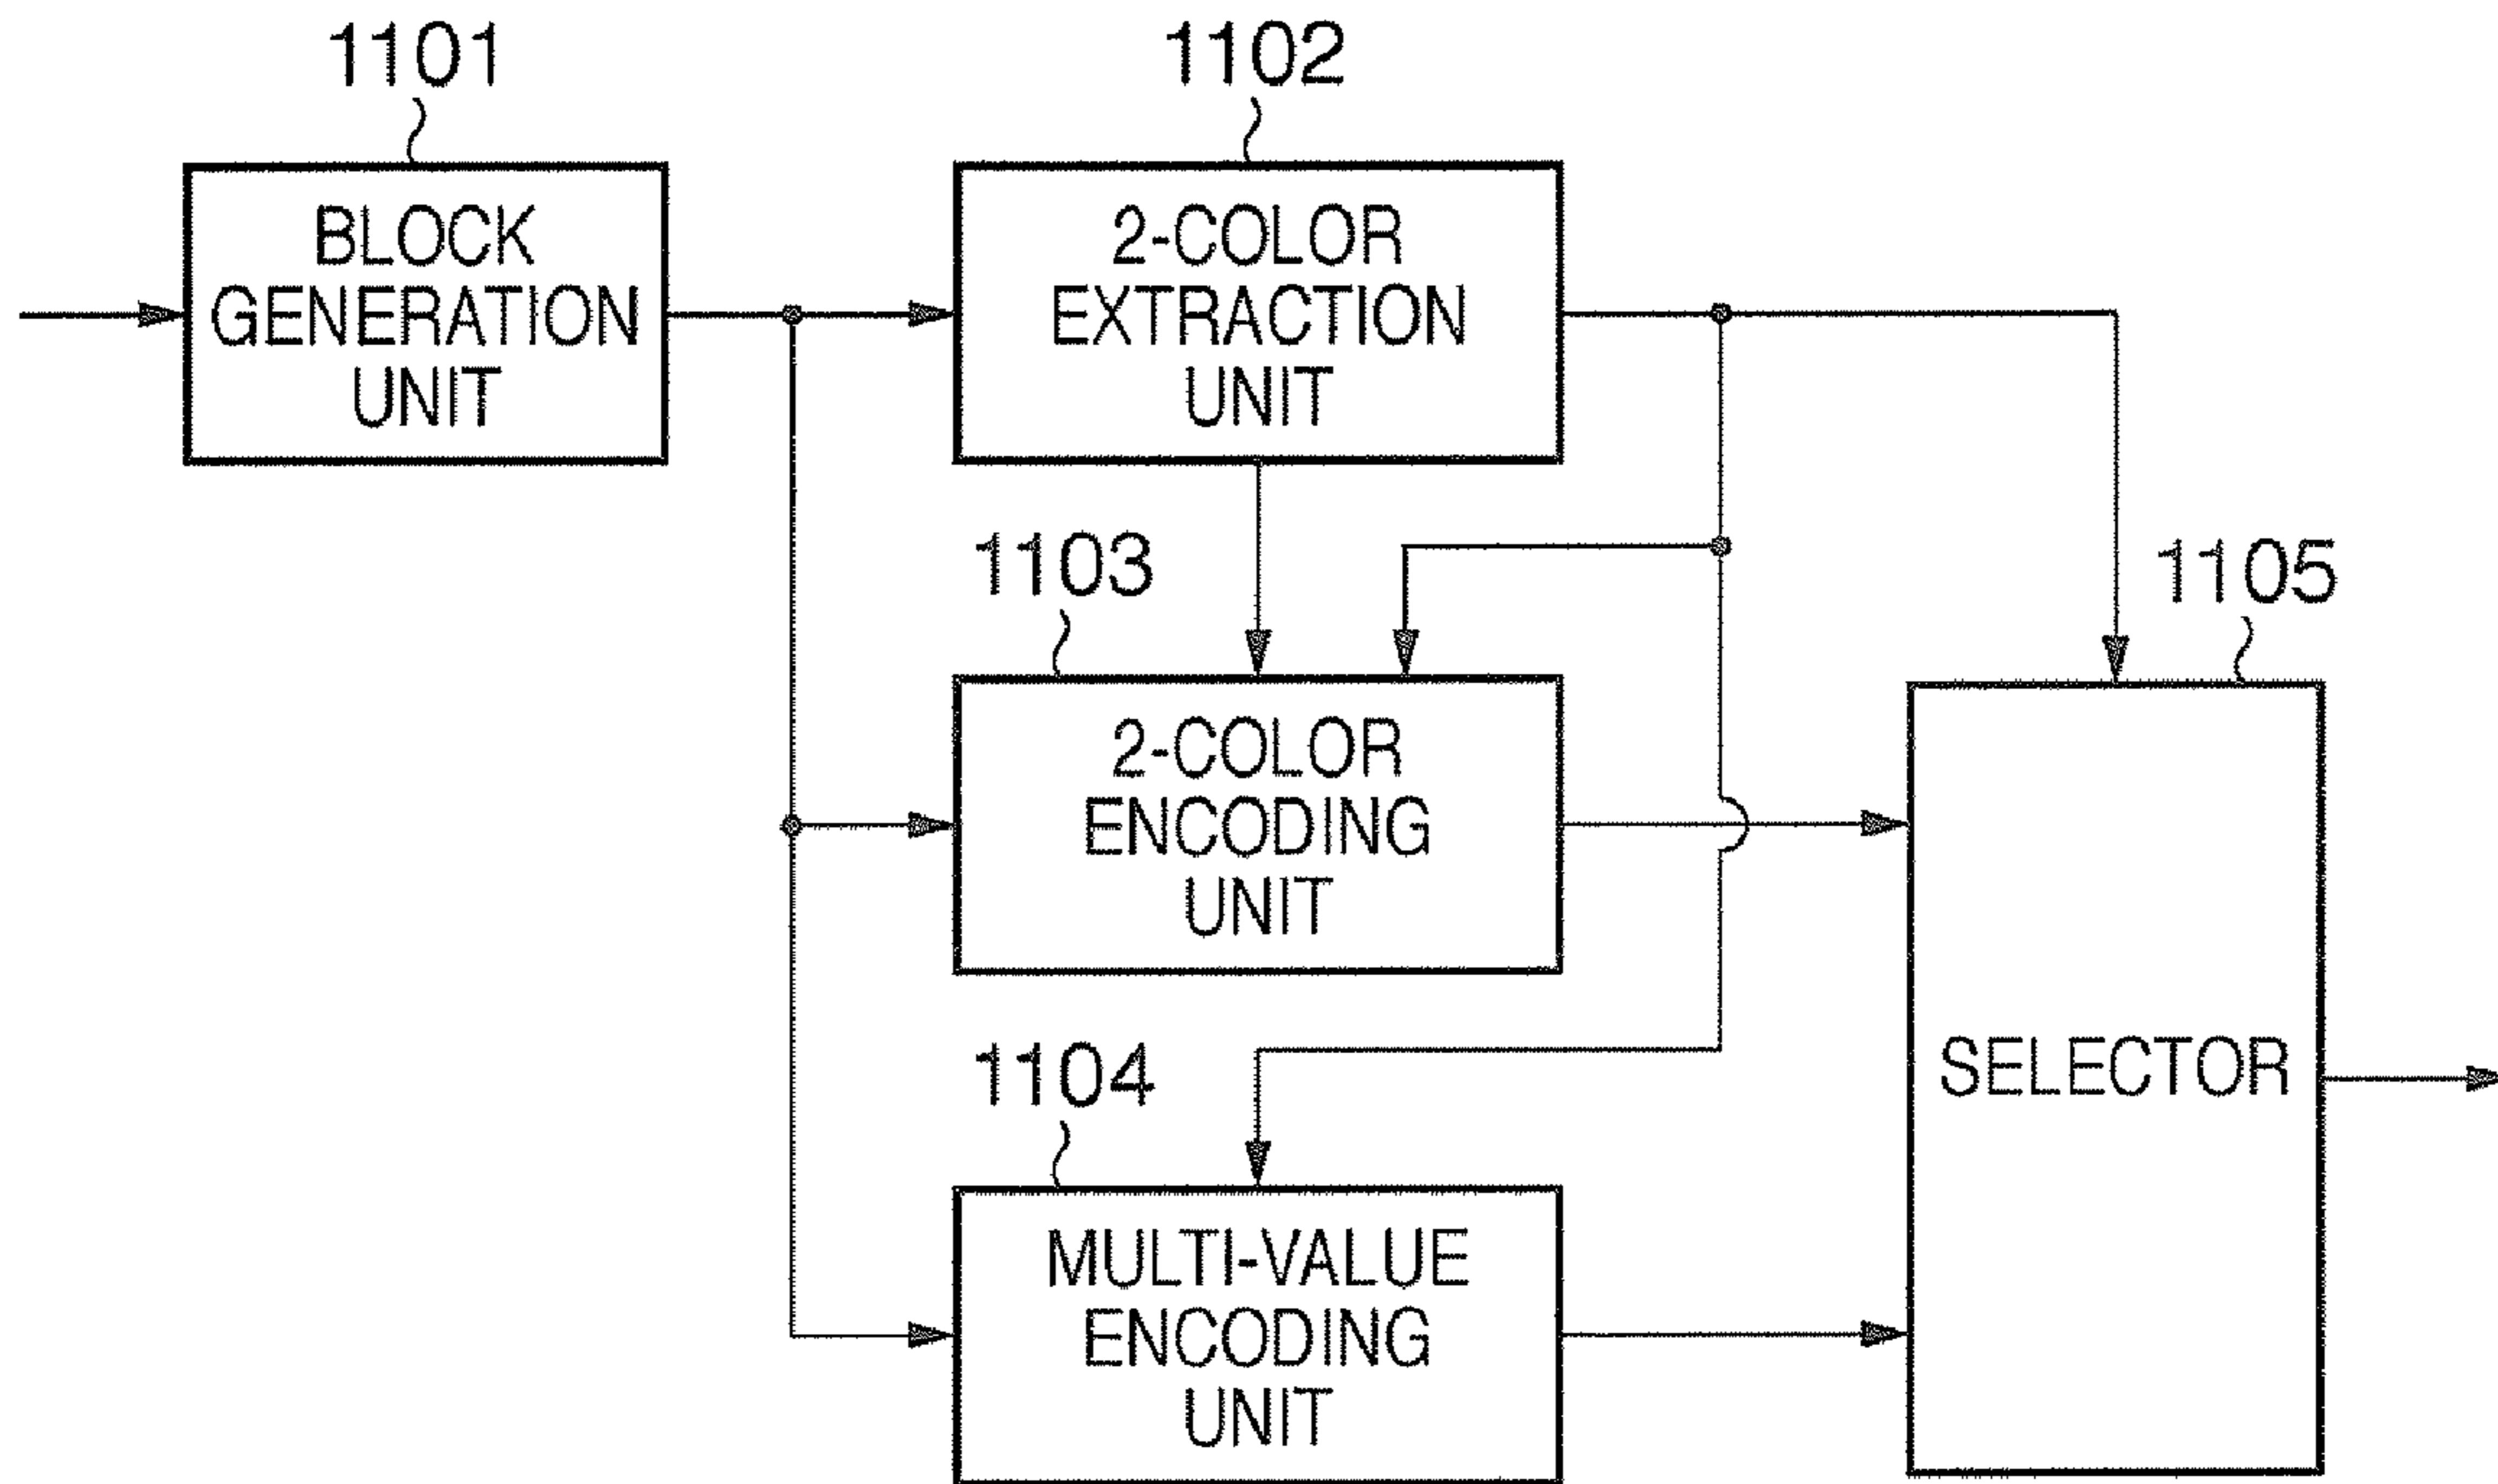 1101
BLOCK
GENERATION
UNIT
1102
2-COLOR
EXTRACTION
UNIT
1103
2-COLOR
ENCODING
UNIT
1104
MULTI-VALUE
ENCODING
UNIT
1105
SELECTOR